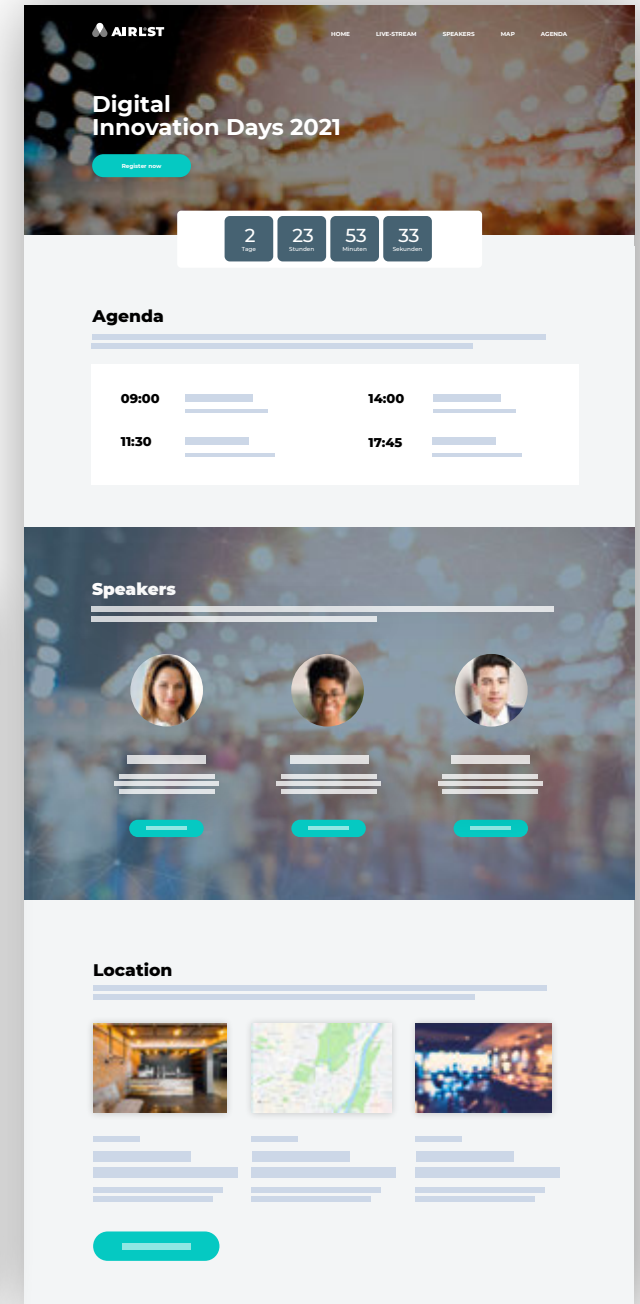 AIRLST
HOME LIVE-STREAM SPEAKERS MAP AGENDA
Digital
Innovation Days 2021
Register now
2 23 53 33
Tage Stunden Minuten Sekunden
Agenda
09:00 14:00
11:30 17:45
Speakers
Location